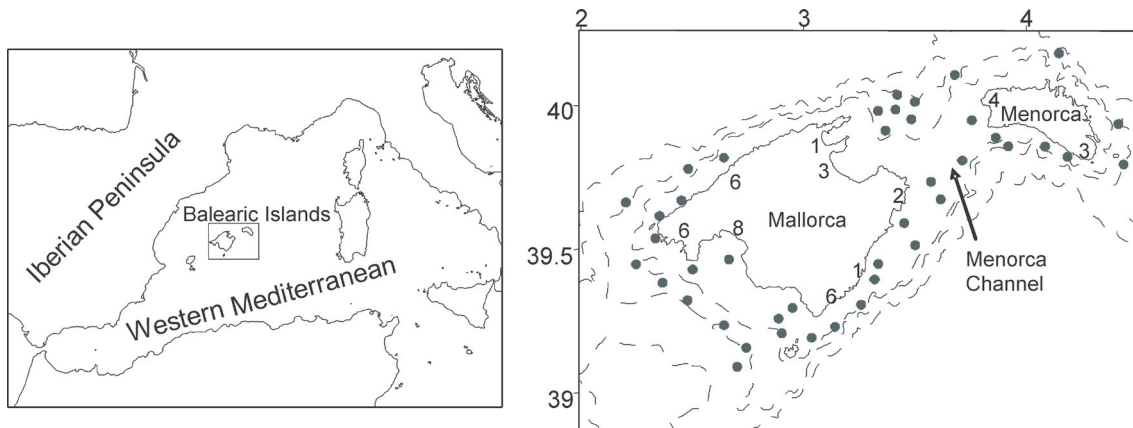 Iberian Peninsula
Balearic Islands
Western Mediterranean
2
3
4
40
39.5
39
4
Menorca
3
1
3
6
2
Mallorca
6
8
1
6
Menorca
Channel